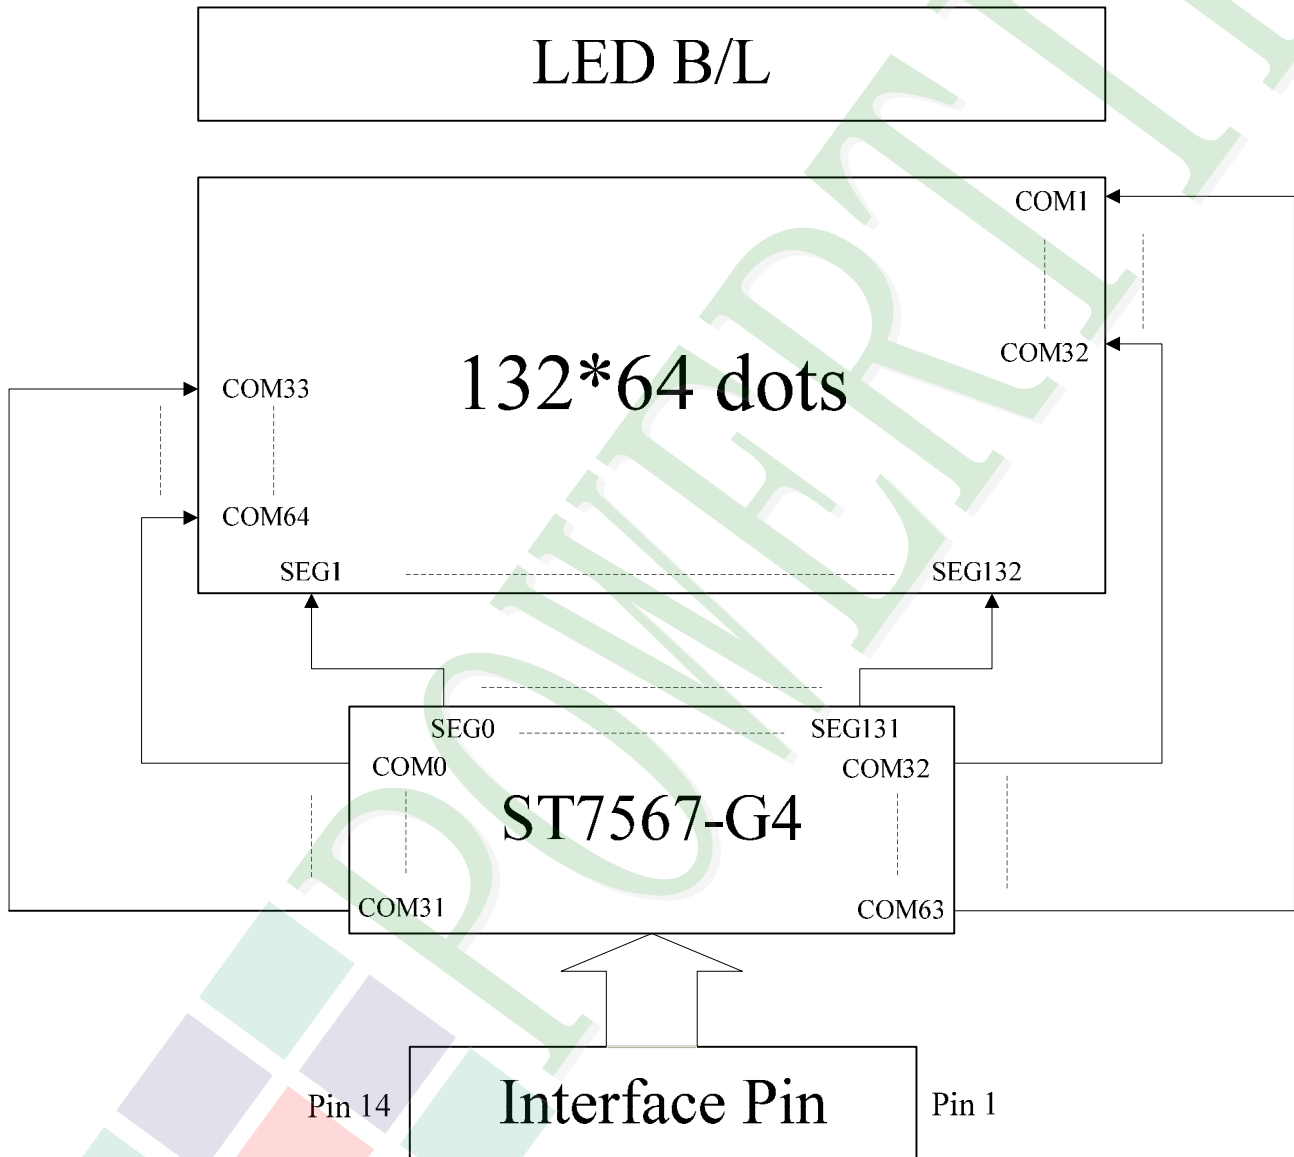 LED B/L
COM1
132*64 dots
COM32
COM33
COM64
SEG1
SEG132
SEG0
SEG131
COM0
COM32
ST7567-G4
COM31
COM63
Pin 14
Interface Pin
Pin 1
POWERTI